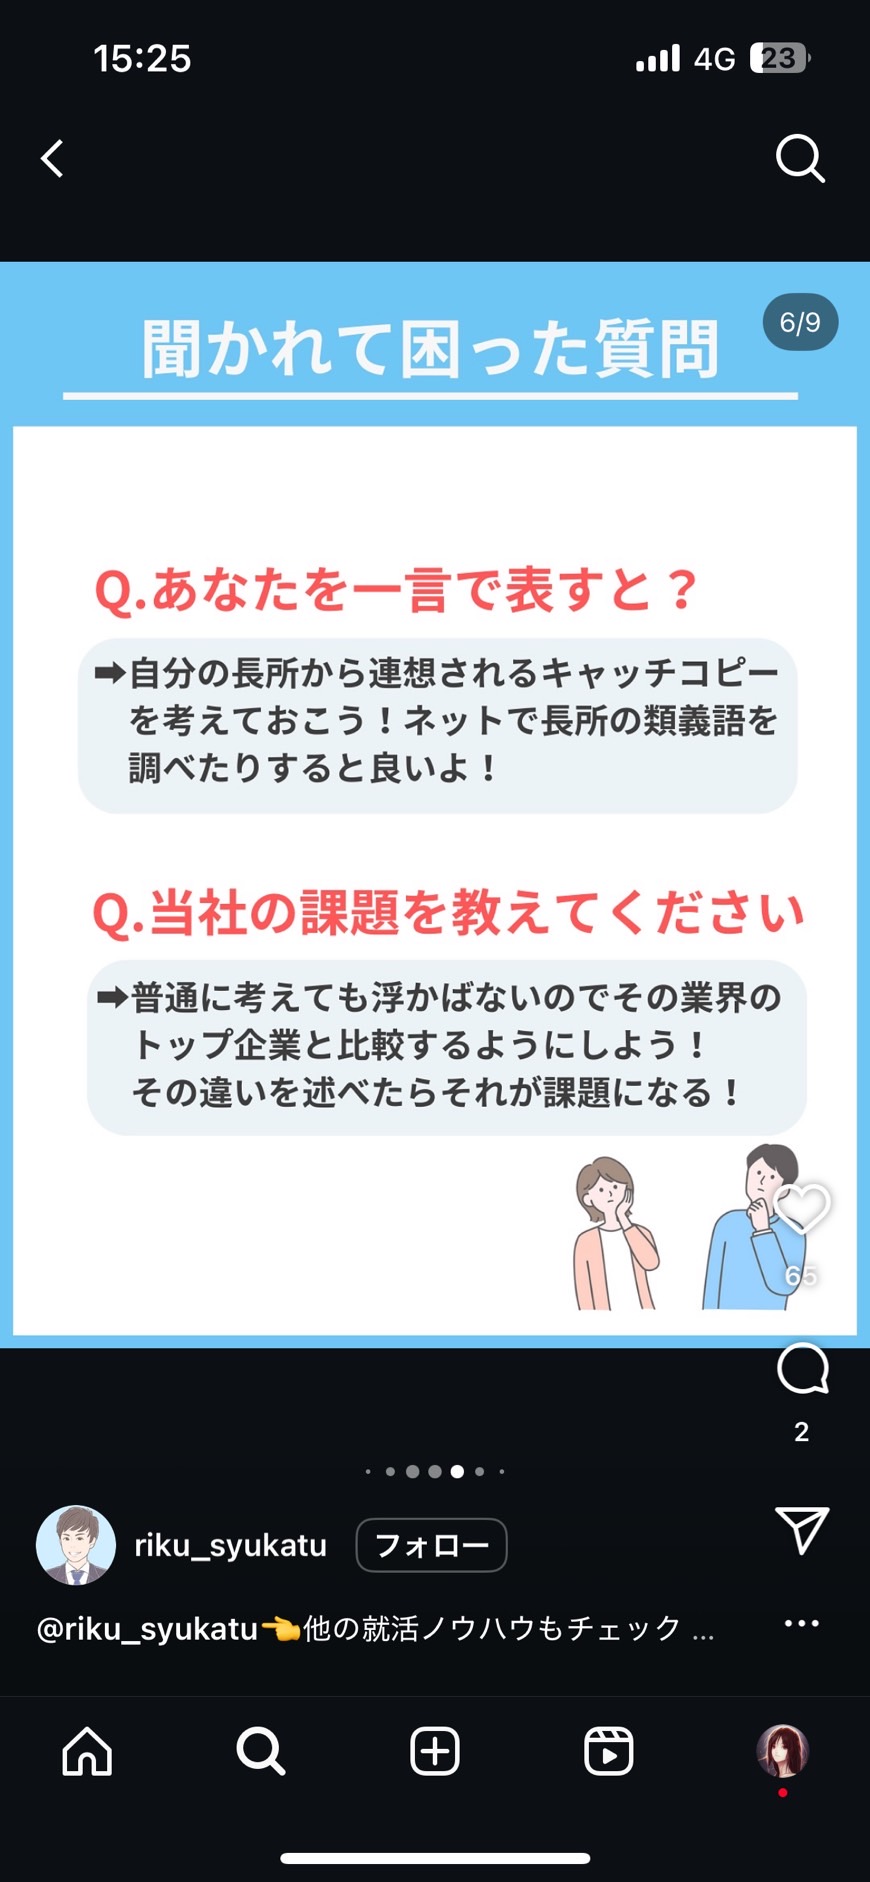 15:25
4G
23
聞かれて困った質問
6/9
Q.あなたを一言で表すと？
➡自分の長所から連想されるキャッチコピー
を考えておこう！ネットで長所の類義語を
調べたりすると良いよ！
Q.当社の課題を教えてください
➡普通に考えても浮かばないのでその業界の
トップ企業と比較するようにしよう！
その違いを述べたらそれが課題になる！
65
2
riku_syukatu
フォロー
@riku_syukatu👈他の就活ノウハウもチェック ...